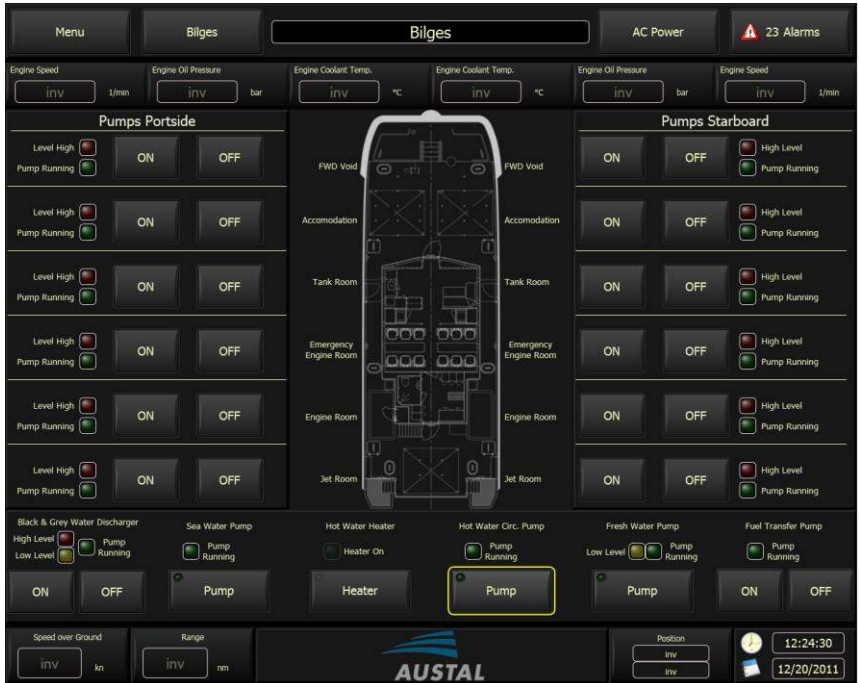 Menu
Bilges
Bilges
AC Power
23 Alarms
Engine Speed
inv 1/min
Engine Oil Pressure
inv bar
Engine Coolant Temp.
inv °C
Engine Coolant Temp.
inv °C
Engine Oil Pressure
inv bar
Engine Speed
inv 1/min
Pumps Portside
Level High
Pump Running
ON OFF
Level High
Pump Running
ON OFF
Level High
Pump Running
ON OFF
Level High
Pump Running
ON OFF
Level High
Pump Running
ON OFF
Level High
Pump Running
ON OFF
FWD Void
Accomodation
Tank Room
Emergency
Engine Room
Engine Room
Jet Room
FWD Void
Accomodation
Tank Room
Emergency
Engine Room
Engine Room
Jet Room
Pumps Starboard
ON OFF
High Level
Pump Running
ON OFF
High Level
Pump Running
ON OFF
High Level
Pump Running
ON OFF
High Level
Pump Running
ON OFF
High Level
Pump Running
ON OFF
High Level
Pump Running
Black & Grey Water Discharger
High Level
Low Level
Pump
Running
ON OFF
Sea Water Pump
Pump
Running
Pump
Hot Water Heater
Heater On
Heater
Hot Water Circ. Pump
Pump
Running
Pump
Fresh Water Pump
Low Level
Pump
Running
Pump
Fuel Transfer Pump
Pump
Running
ON OFF
Speed over Ground
inv kn
Range
inv nm
AUSTAL
Position
inv
inv
12:24:30
12/20/2011